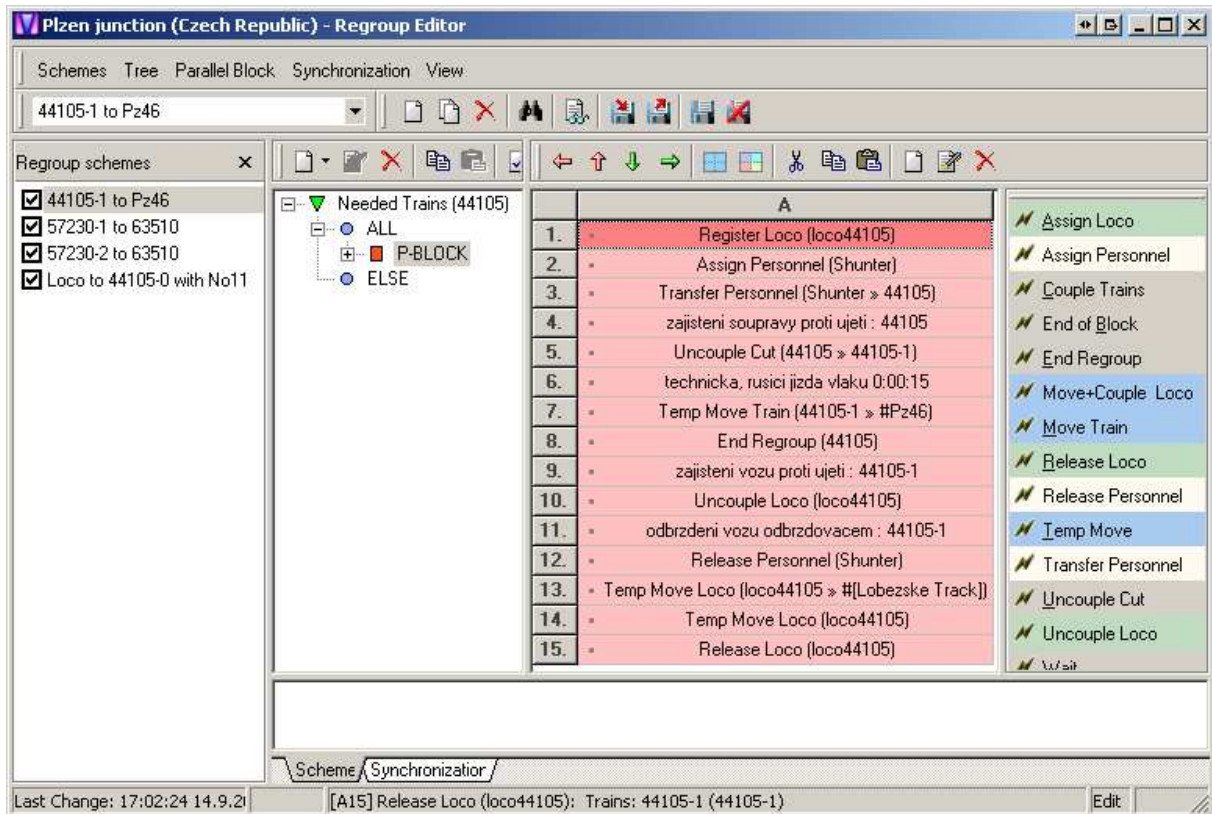 Plzen junction (Czech Republic) - Regroup Editor
Schemes Tree Parallel Block Synchronization View
44105-1 to Pz46
Regroup schemes
44105-1 to Pz46
57230-1 to 63510
57230-2 to 63510
Loco to 44105-0 with No11
Needed Trains (44105)
ALL
P-BLOCK
ELSE
A
1. Register Loco (loco44105)
2. Assign Personnel (Shunter)
3. Transfer Personnel (Shunter » 44105)
4. zajisteni soupravy proti ujeti : 44105
5. Uncouple Cut (44105 » 44105-1)
6. technicka, rusici jizda vlaku 0:00:15
7. Temp Move Train (44105-1 » #Pz46)
8. End Regroup (44105)
9. zajisteni vozu proti ujeti : 44105-1
10. Uncouple Loco (loco44105)
11. odbrzdeni vozu odbrzdovacem : 44105-1
12. Release Personnel (Shunter)
13. Temp Move Loco (loco44105 » #[Lobezske Track])
14. Temp Move Loco (loco44105)
15. Release Loco (loco44105)
Assign Loco
Assign Personnel
Couple Trains
End of Block
End Regroup
Move+Couple Loco
Move Train
Release Loco
Release Personnel
Temp Move
Transfer Personnel
Uncouple Cut
Uncouple Loco
Wait
Scheme Synchronization
Last Change: 17:02:24 14.9.2
[A15] Release Loco (loco44105): Trains: 44105-1 (44105-1)
Edit